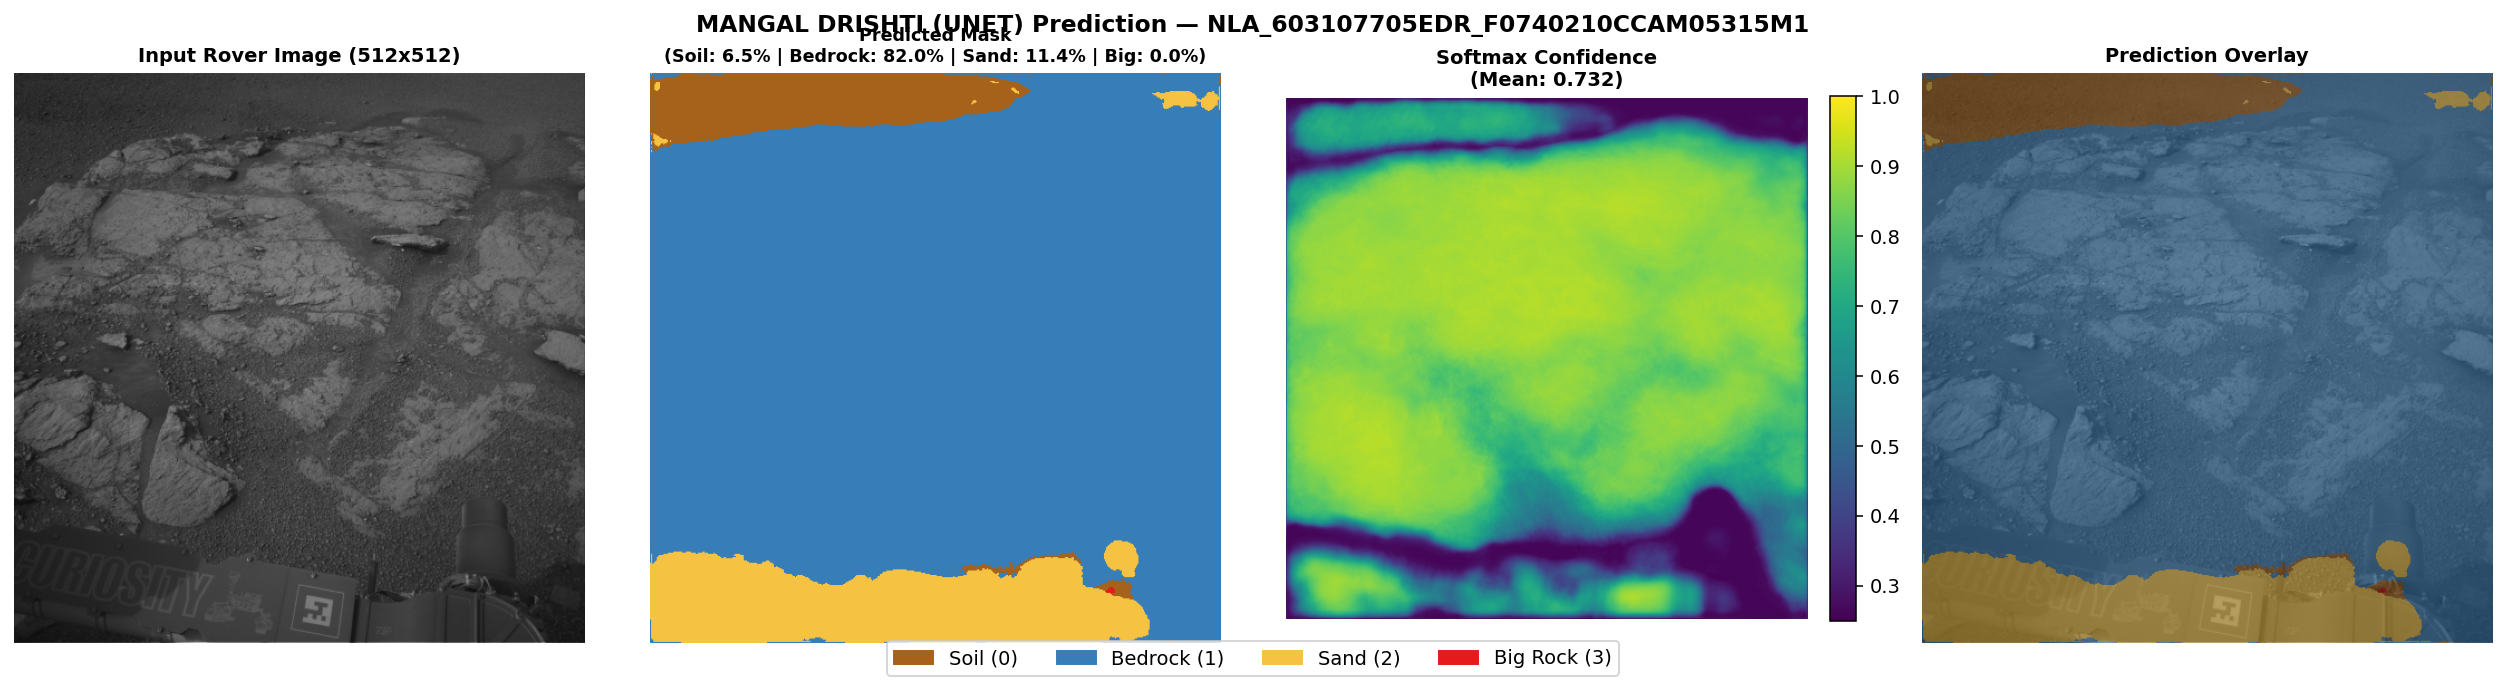 MANGAL DRISHTI (UNET) Prediction — NLA_603107705EDR_F0740210CCAM05315M1
Input Rover Image (512x512)
Predicted Mask
(Soil: 6.5% | Bedrock: 82.0% | Sand: 11.4% | Big: 0.0%)
Softmax Confidence
(Mean: 0.732)
Prediction Overlay
1.0
0.9
0.8
0.7
0.6
0.5
0.4
0.3
CURIOSITY
Soil (0)
Bedrock (1)
Sand (2)
Big Rock (3)